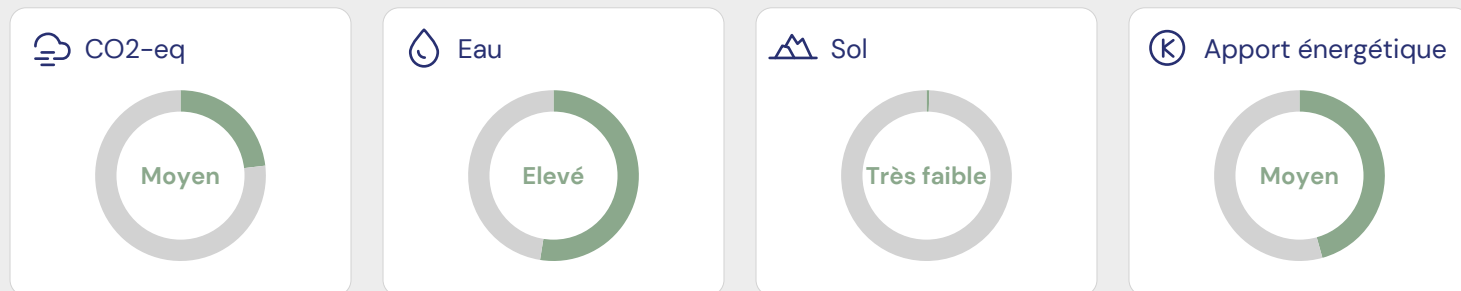 CO2-eq
Moyen
Eau
Elevé
Sol
Très faible
Apport énergétique
Moyen